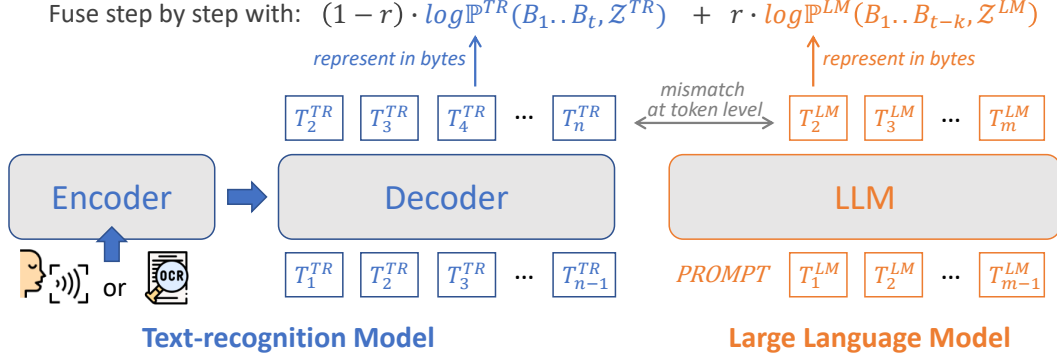 Fuse step by step with: (1 − r) · logℙ^{TR}(B_1..B_t, 𝒵^{TR}) + r · logℙ^{LM}(B_1..B_{t−k}, 𝒵^{LM})
represent in bytes represent in bytes
T_2^{TR} T_3^{TR} T_4^{TR} ... T_n^{TR} mismatch at token level T_2^{LM} T_3^{LM} ... T_m^{LM}
Encoder Decoder LLM
OCR
or T_1^{TR} T_2^{TR} T_3^{TR} ... T_{n−1}^{TR} PROMPT T_1^{LM} T_2^{LM} ... T_{m−1}^{LM}
Text-recognition Model Large Language Model